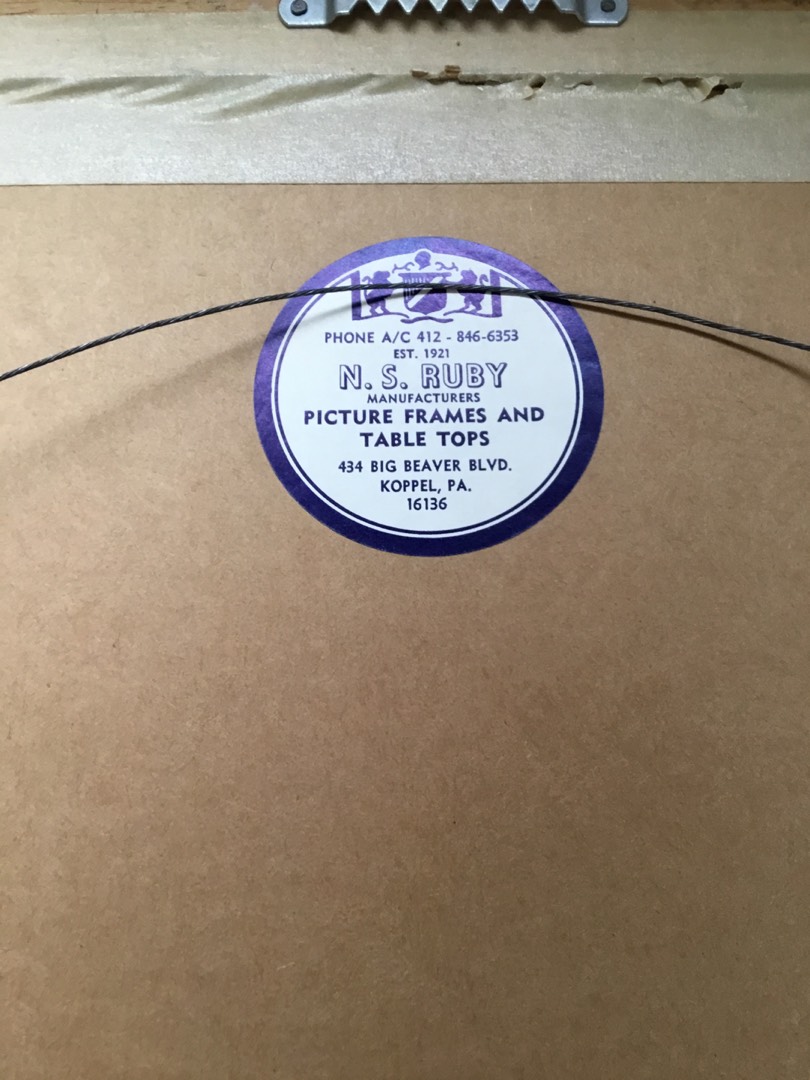 PHONE A/C 412 - 846-6353
EST. 1921
N. S. RUBY
MANUFACTURERS
PICTURE FRAMES AND
TABLE TOPS
434 BIG BEAVER BLVD.
KOPPEL, PA.
16136